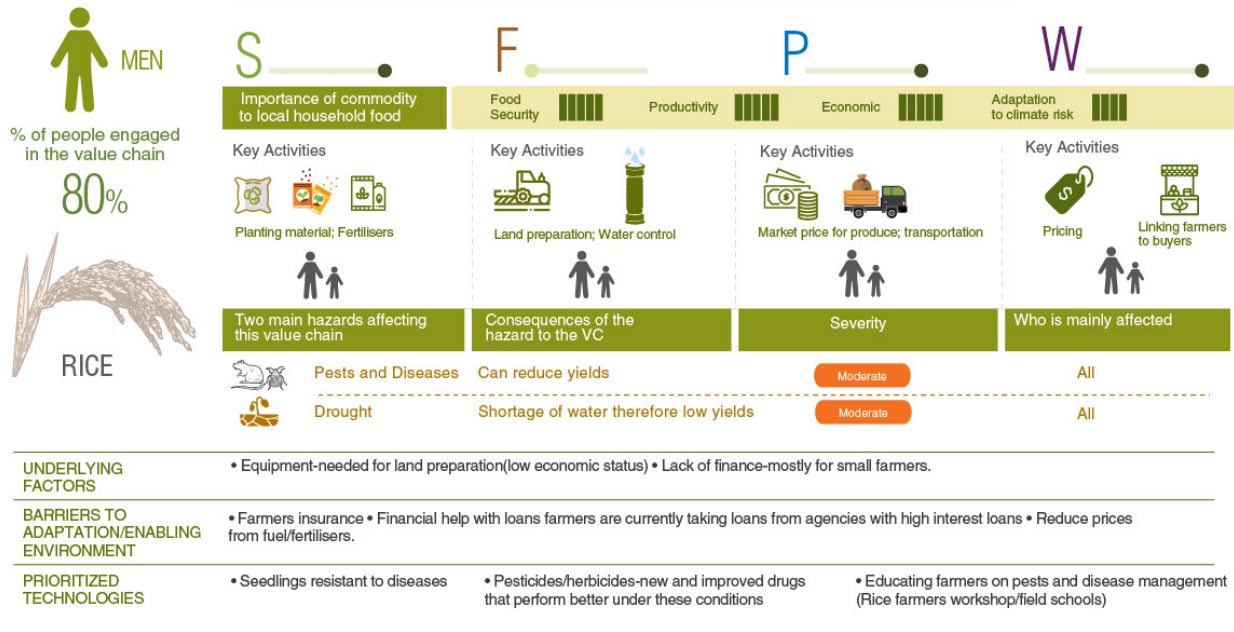 MEN
% of people engaged
in the value chain
80%
RICE
S
F
P
W
Importance of commodity
to local household food
Food
Security
Productivity
Economic
Adaptation
to climate risk
Key Activities
Key Activities
Key Activities
Key Activities
Planting material; Fertilisers
Land preparation; Water control
Market price for produce; transportation
Pricing
Linking farmers
to buyers
Two main hazards affecting
this value chain
Consequences of the
hazard to the VC
Severity
Who is mainly affected
Pests and Diseases
Can reduce yields
Moderate
All
Drought
Shortage of water therefore low yields
Moderate
All
UNDERLYING
FACTORS
• Equipment-needed for land preparation(low economic status) • Lack of finance-mostly for small farmers.
BARRIERS TO
ADAPTATION/ENABLING
ENVIRONMENT
• Farmers insurance • Financial help with loans farmers are currently taking loans from agencies with high interest loans • Reduce prices
from fuel/fertilisers.
PRIORITIZED
TECHNOLOGIES
• Seedlings resistant to diseases
• Pesticides/herbicides-new and improved drugs
that perform better under these conditions
• Educating farmers on pests and disease management
(Rice farmers workshop/field schools)